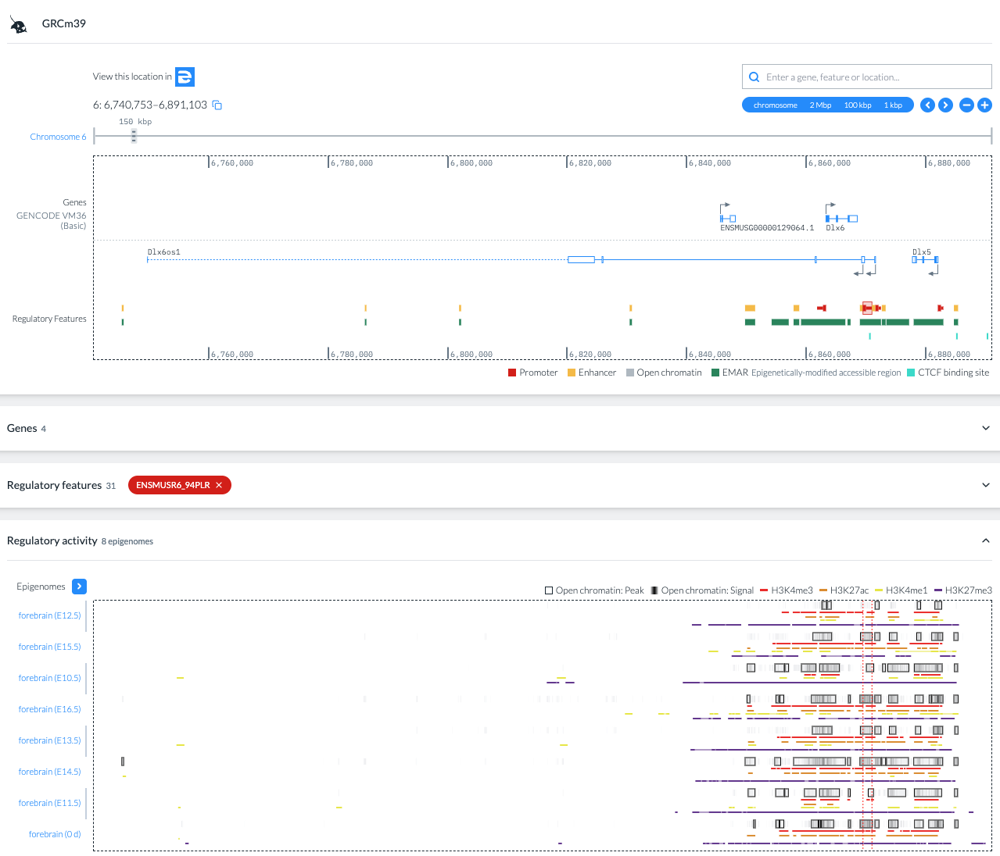 GRCm39
View this location in
Enter a gene, feature or location...
6: 6,740,753–6,891,103
chromosome 2 Mbp 100 kbp 1 kbp
150 kbp
Chromosome 6
6,760,000 6,780,000 6,800,000 6,820,000 6,840,000 6,860,000 6,880,000
Genes
GENCODE VM36
(Basic)
ENSMUSG00000129064.1 Dlx6
Dlx6os1 Dlx5
Regulatory Features
6,760,000 6,780,000 6,800,000 6,820,000 6,840,000 6,860,000 6,880,000
Promoter Enhancer Open chromatin EMAR Epigenetically-modified accessible region CTCF binding site
Genes 4
Regulatory features 31 ENSMUSR6_94PLR ×
Regulatory activity 8 epigenomes
Epigenomes
Open chromatin: Peak Open chromatin: Signal H3K4me3 H3K27ac H3K4me1 H3K27me3
forebrain (E12.5)
forebrain (E15.5)
forebrain (E10.5)
forebrain (E16.5)
forebrain (E13.5)
forebrain (E14.5)
forebrain (E11.5)
forebrain (0 d)